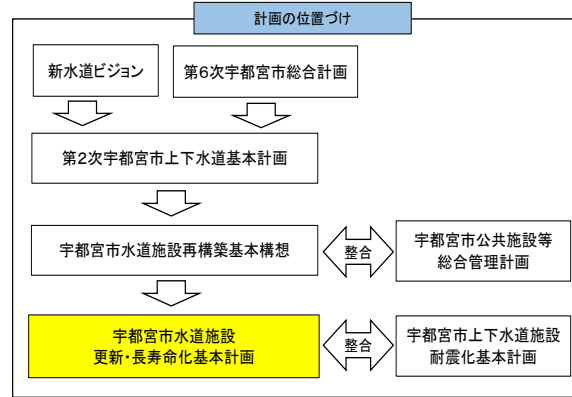 計画の位置づけ
新水道ビジョン
第6次宇都宮市総合計画
第2次宇都宮市上下水道基本計画
宇都宮市水道施設再構築基本構想
整合
宇都宮市公共施設等
総合管理計画
宇都宮市水道施設
更新・長寿命化基本計画
整合
宇都宮市上下水道施設
耐震化基本計画